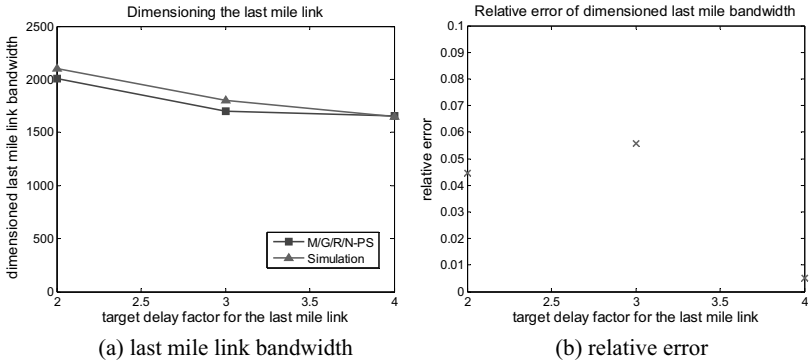 Dimensioning the last mile link
2500
2000
1500
1000
500
0
dimensioned last mile link bandwidth
M/G/R/N-PS
Simulation
2 2.5 3 3.5 4
target delay factor for the last mile link
(a) last mile link bandwidth
Relative error of dimensioned last mile bandwidth
0.1
0.09
0.08
0.07
0.06
0.05
0.04
0.03
0.02
0.01
0
relative error
2 2.5 3 3.5 4
target delay factor for the last mile link
(b) relative error